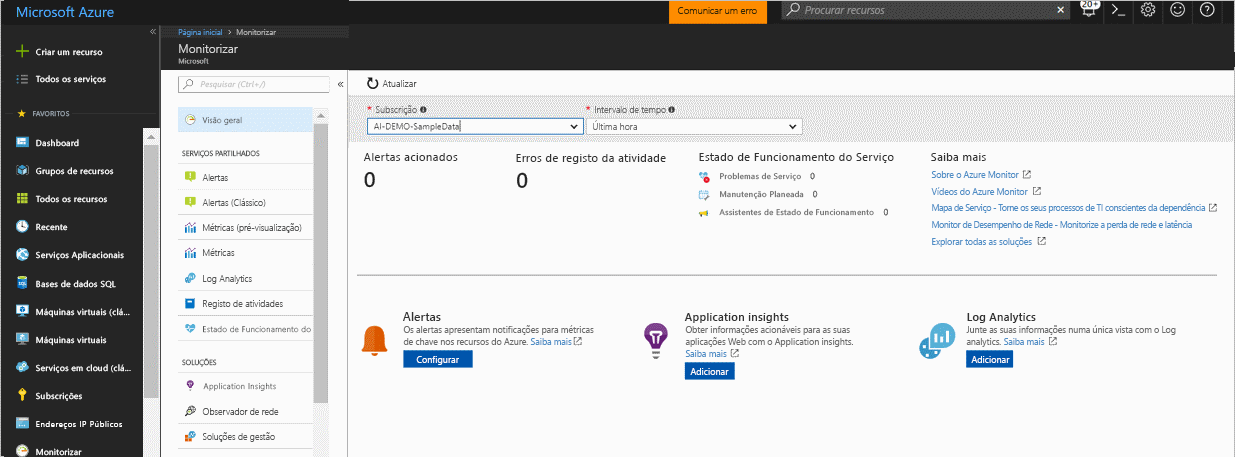 Microsoft Azure
Comunicar um erro
Procurar recursos
20+
Criar um recurso
Todos os serviços
FAVORITOS
Dashboard
Grupos de recursos
Todos os recursos
Recente
Serviços Aplicacionais
Bases de dados SQL
Máquinas virtuais (clá...
Máquinas virtuais
Serviços em cloud (clá...
Subscrições
Endereços IP Públicos
Monitorizar
Página inicial > Monitorizar
Monitorizar
Microsoft
Pesquisar (Ctrl+/)
Visão geral
SERVIÇOS PARTILHADOS
Alertas
Alertas (Clássico)
Métricas (pré-visualização)
Métricas
Log Analytics
Registo de atividades
Estado de Funcionamento do
SOLUÇÕES
Application Insights
Observador de rede
Soluções de gestão
Atualizar
* Subscrição
AI-DEMO-SampleData
* Intervalo de tempo
Última hora
Alertas acionados
0
Erros de registo da atividade
0
Estado de Funcionamento do Serviço
Problemas de Serviço 0
Manutenção Planeada 0
Assistentes de Estado de Funcionamento 0
Saiba mais
Sobre o Azure Monitor
Vídeos do Azure Monitor
Mapa de Serviço - Torne os seus processos de TI conscientes da dependência
Monitor de Desempenho de Rede - Monitorize a perda de rede e latência
Explorar todas as soluções
Alertas
Os alertas apresentam notificações para métricas
de chave nos recursos do Azure. Saiba mais
Configurar
Application insights
Obter informações acionáveis para as suas
aplicações Web com o Application insights.
Saiba mais
Adicionar
Log Analytics
Junte as suas informações numa única vista com o Log
analytics. Saiba mais
Adicionar